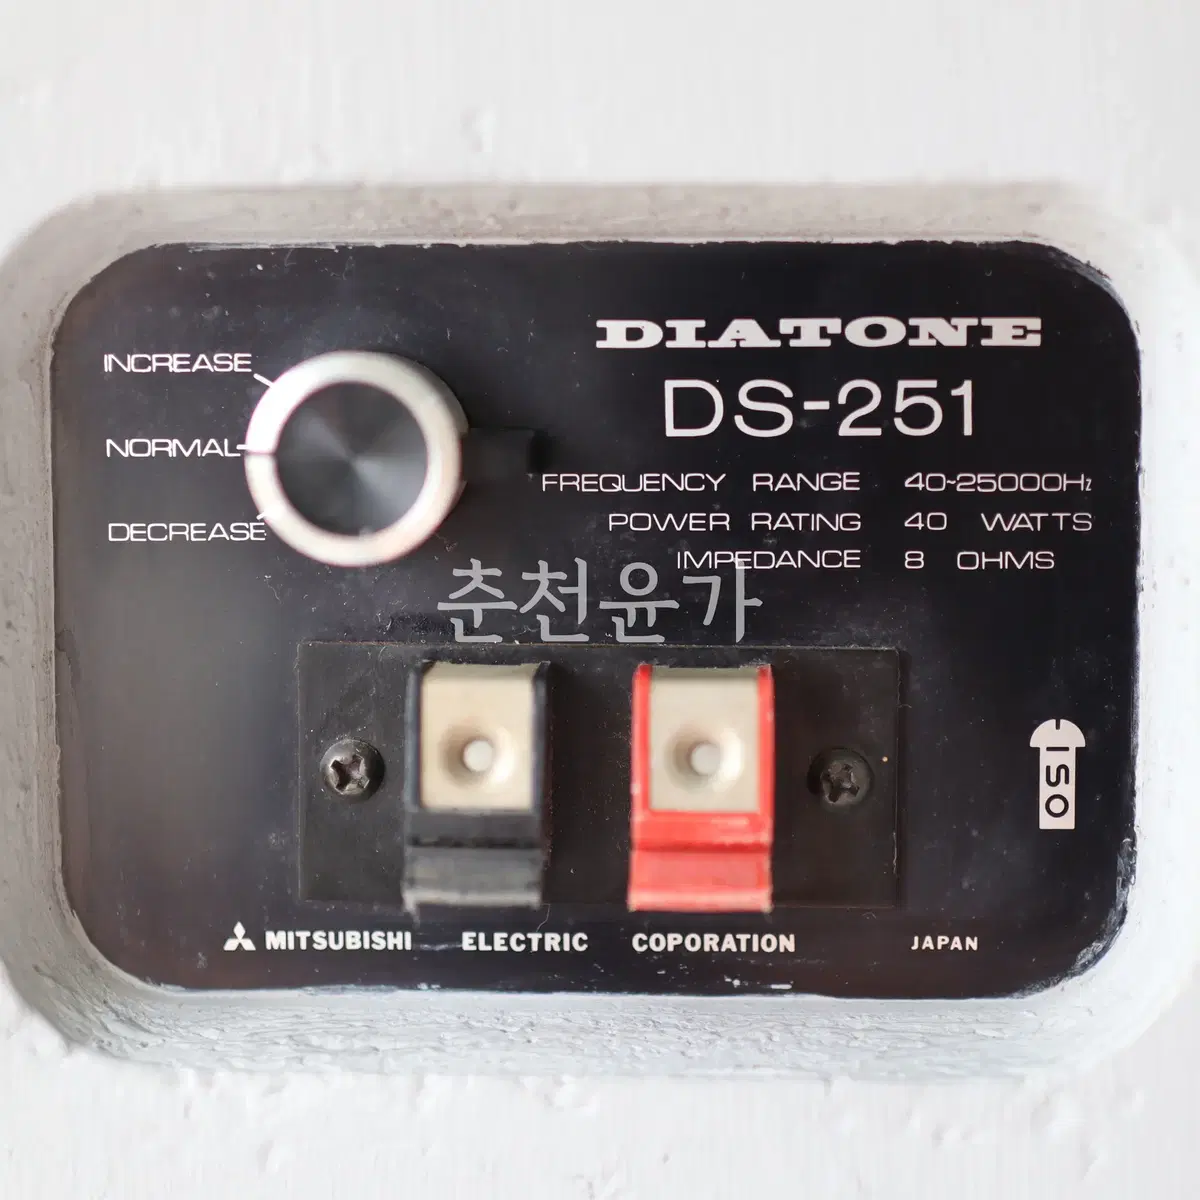 DIATONE
DS-251
INCREASE
NORMAL
DECREASE
FREQUENCY RANGE 40~25000Hz
POWER RATING 40 WATTS
IMPEDANCE 8 OHMS
춘천윤가
ISO
MITSUBISHI ELECTRIC COPORATION JAPAN